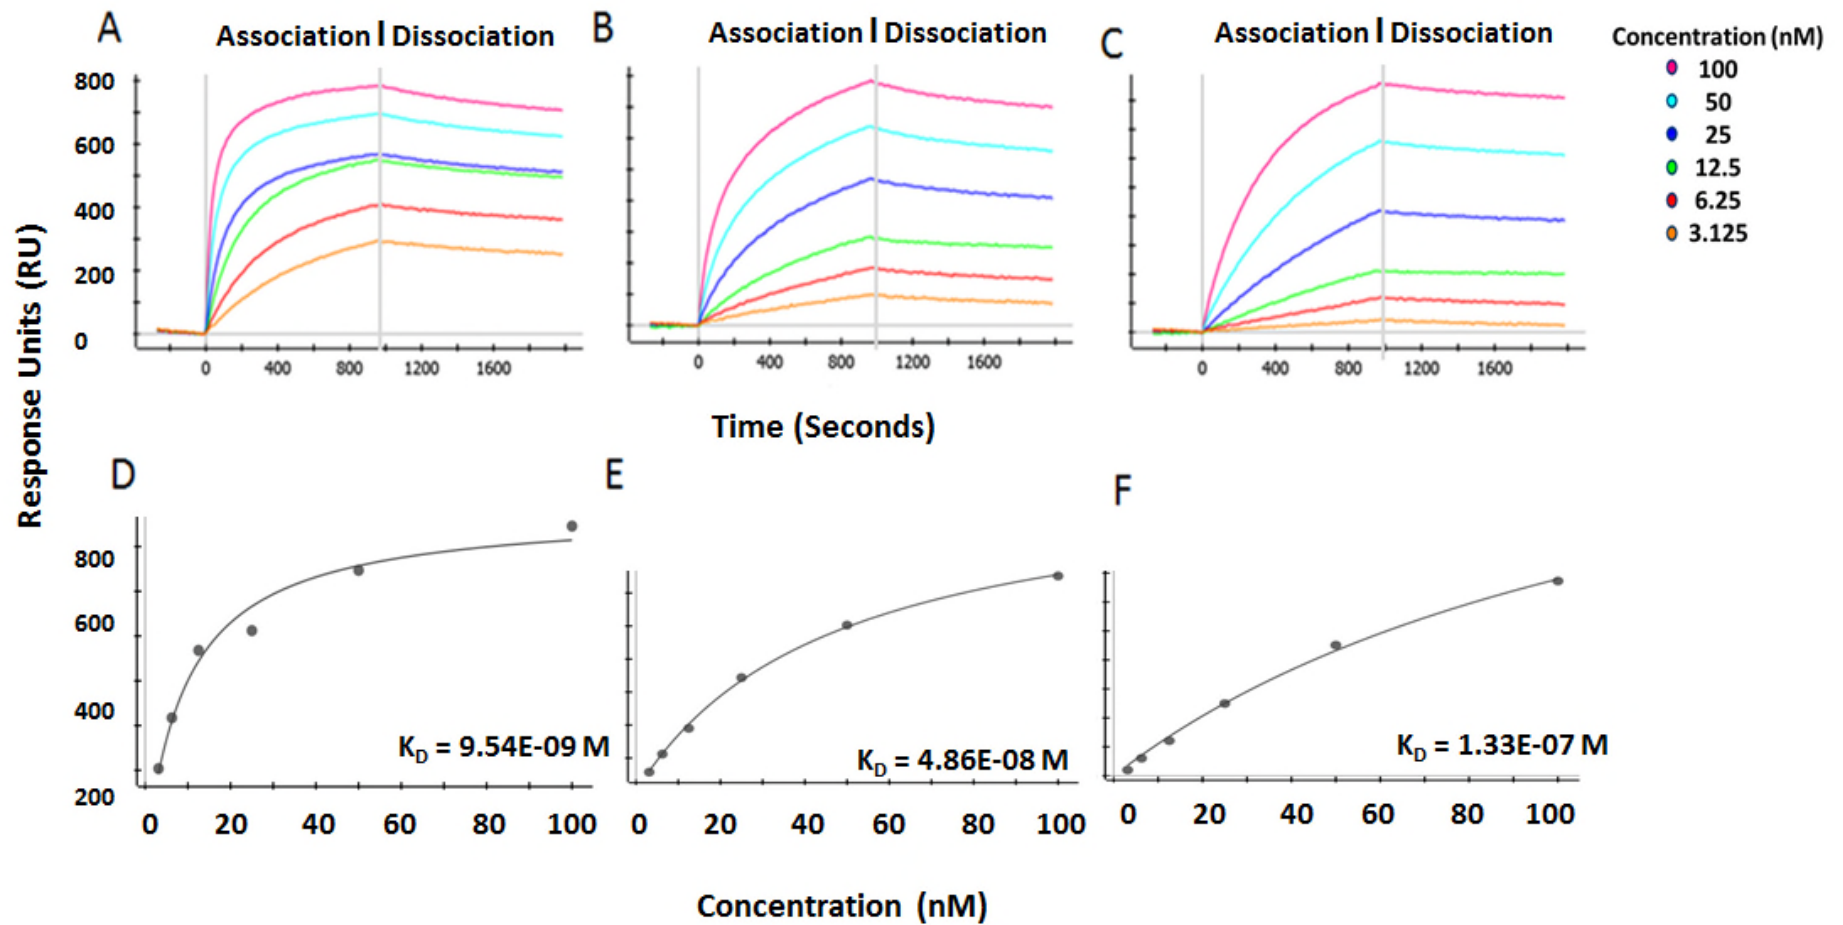 A
Association | Dissociation
B
Association | Dissociation
C
Association | Dissociation
Concentration (nM)
100
50
25
12.5
6.25
3.125
800
600
400
200
0
0 400 800 1200 1600
0 400 800 1200 1600
0 400 800 1200 1600
Response Units (RU)
Time (Seconds)
D
E
F
800
600
400
200
K_D = 9.54E-09 M
K_D = 4.86E-08 M
K_D = 1.33E-07 M
0 20 40 60 80 100
0 20 40 60 80 100
0 20 40 60 80 100
Concentration (nM)